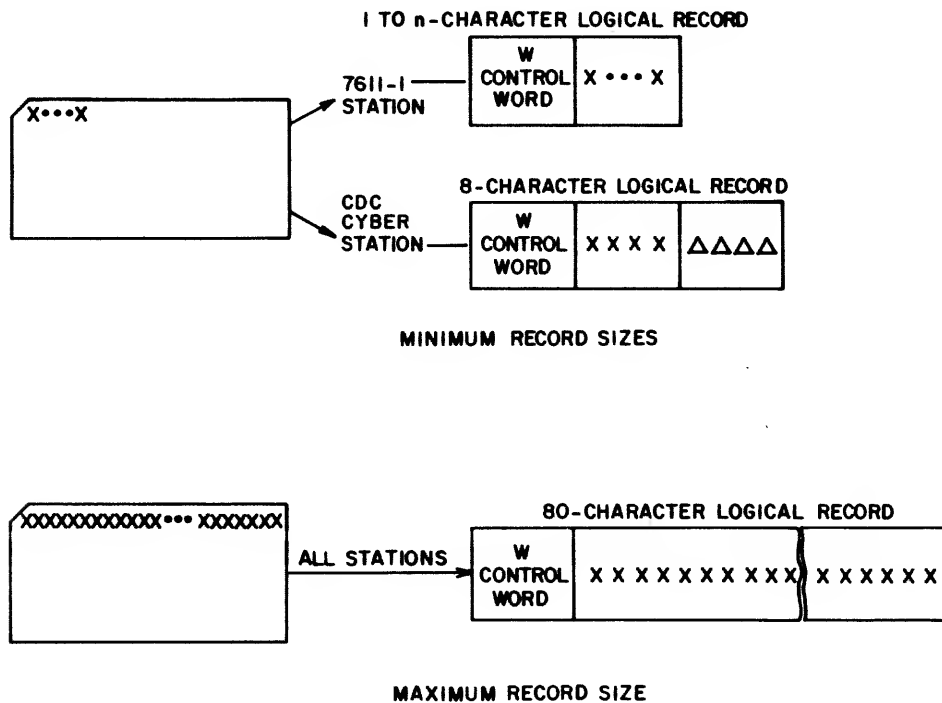 1 TO n-CHARACTER LOGICAL RECORD
X•••X
7611-1
STATION
W
CONTROL
WORD
X•••X
CDC
CYBER
STATION
8-CHARACTER LOGICAL RECORD
W
CONTROL
WORD
X X X X
△△△△
MINIMUM RECORD SIZES
XXXXXXXXXXXX•••XXXXXXX
ALL STATIONS
80-CHARACTER LOGICAL RECORD
W
CONTROL
WORD
X X X X X X X X X X
X X X X X X
MAXIMUM RECORD SIZE